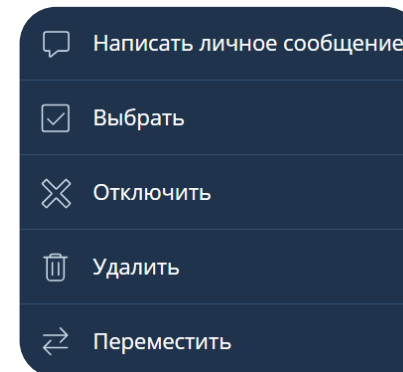 Написать личное сообщение
Выбрать
Отключить
Удалить
Переместить